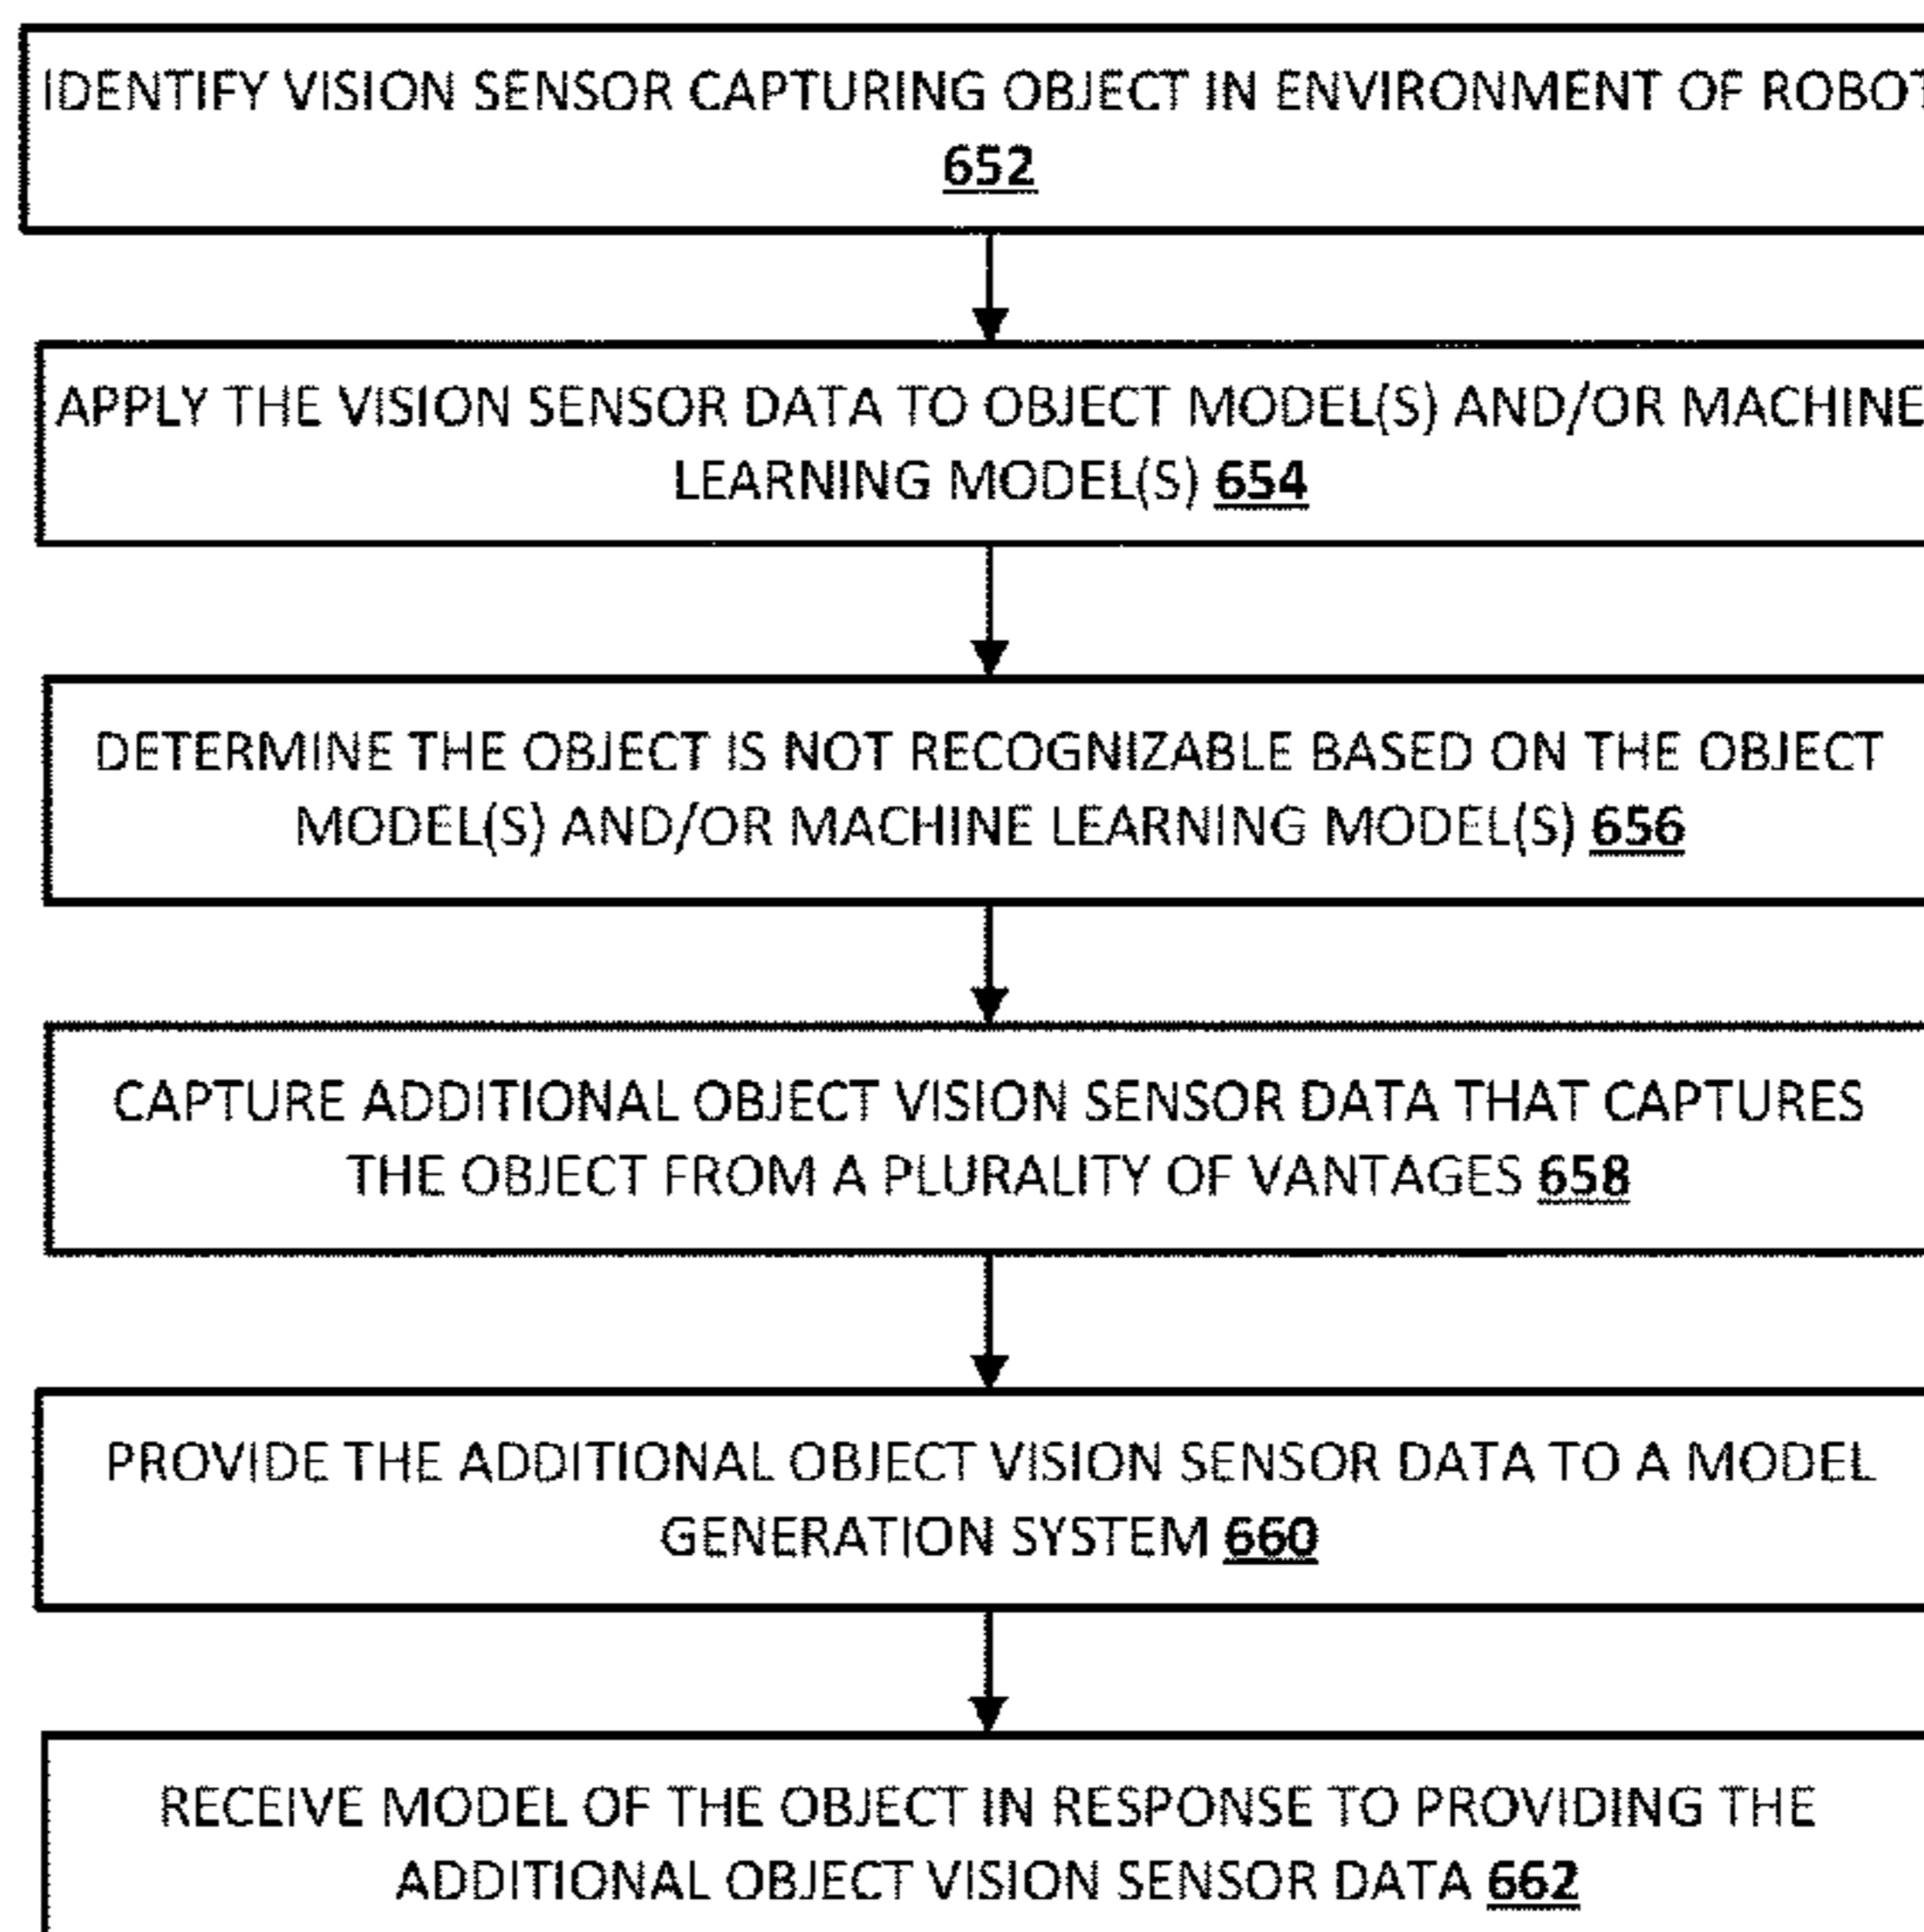 IDENTIFY VISION SENSOR CAPTURING OBJECT IN ENVIRONMENT OF ROBOT
652
APPLY THE VISION SENSOR DATA TO OBJECT MODEL(S) AND/OR MACHINE
LEARNING MODEL(S) 654
DETERMINE THE OBJECT IS NOT RECOGNIZABLE BASED ON THE OBJECT
MODEL(S) AND/OR MACHINE LEARNING MODEL(S) 656
CAPTURE ADDITIONAL OBJECT VISION SENSOR DATA THAT CAPTURES
THE OBJECT FROM A PLURALITY OF VANTAGES 658
PROVIDE THE ADDITIONAL OBJECT VISION SENSOR DATA TO A MODEL
GENERATION SYSTEM 660
RECEIVE MODEL OF THE OBJECT IN RESPONSE TO PROVIDING THE
ADDITIONAL OBJECT VISION SENSOR DATA 662